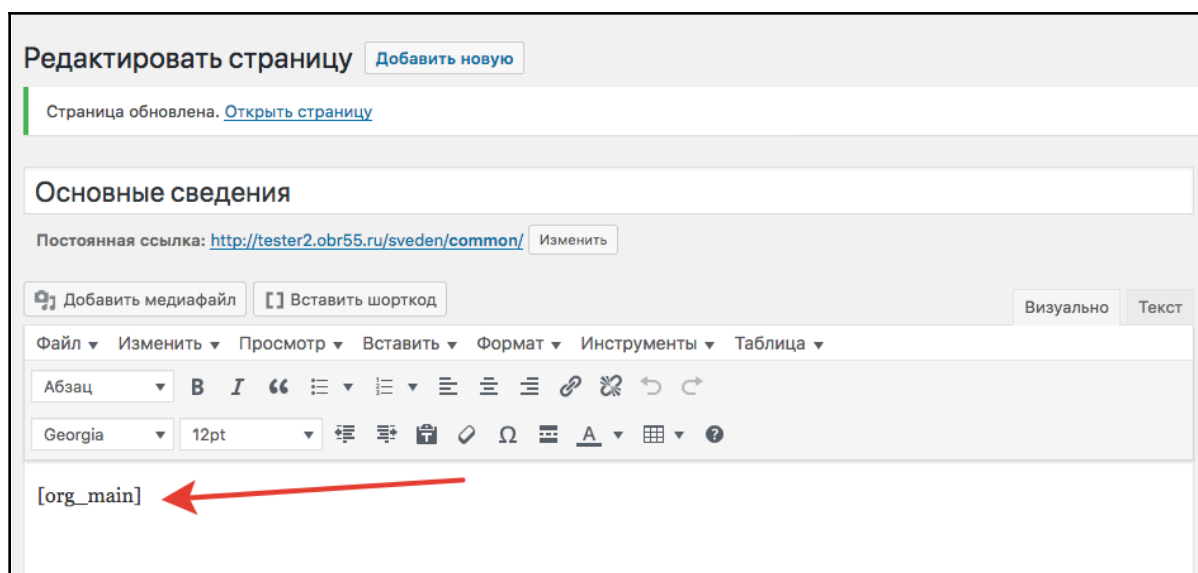 Редактировать страницу Добавить новую
Страница обновлена. Открыть страницу
Основные сведения
Постоянная ссылка: http://tester2.obr55.ru/sveden/common/ Изменить
Добавить медиафайл [ ] Вставить шорткод
Визуально Текст
Файл Изменить Просмотр Вставить Формат Инструменты Таблица
Абзац B I
Georgia 12pt Ω A
[org_main]